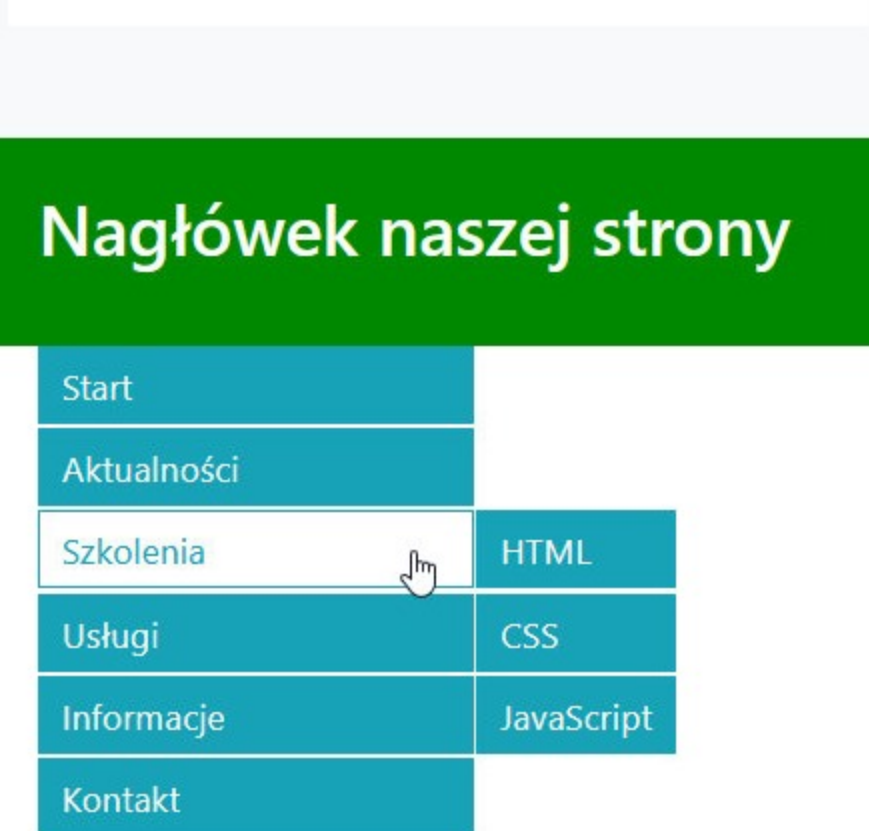 Nagłówek naszej strony
Start
Aktualności
Szkolenia
HTML
Usługi
CSS
Informacje
JavaScript
Kontakt